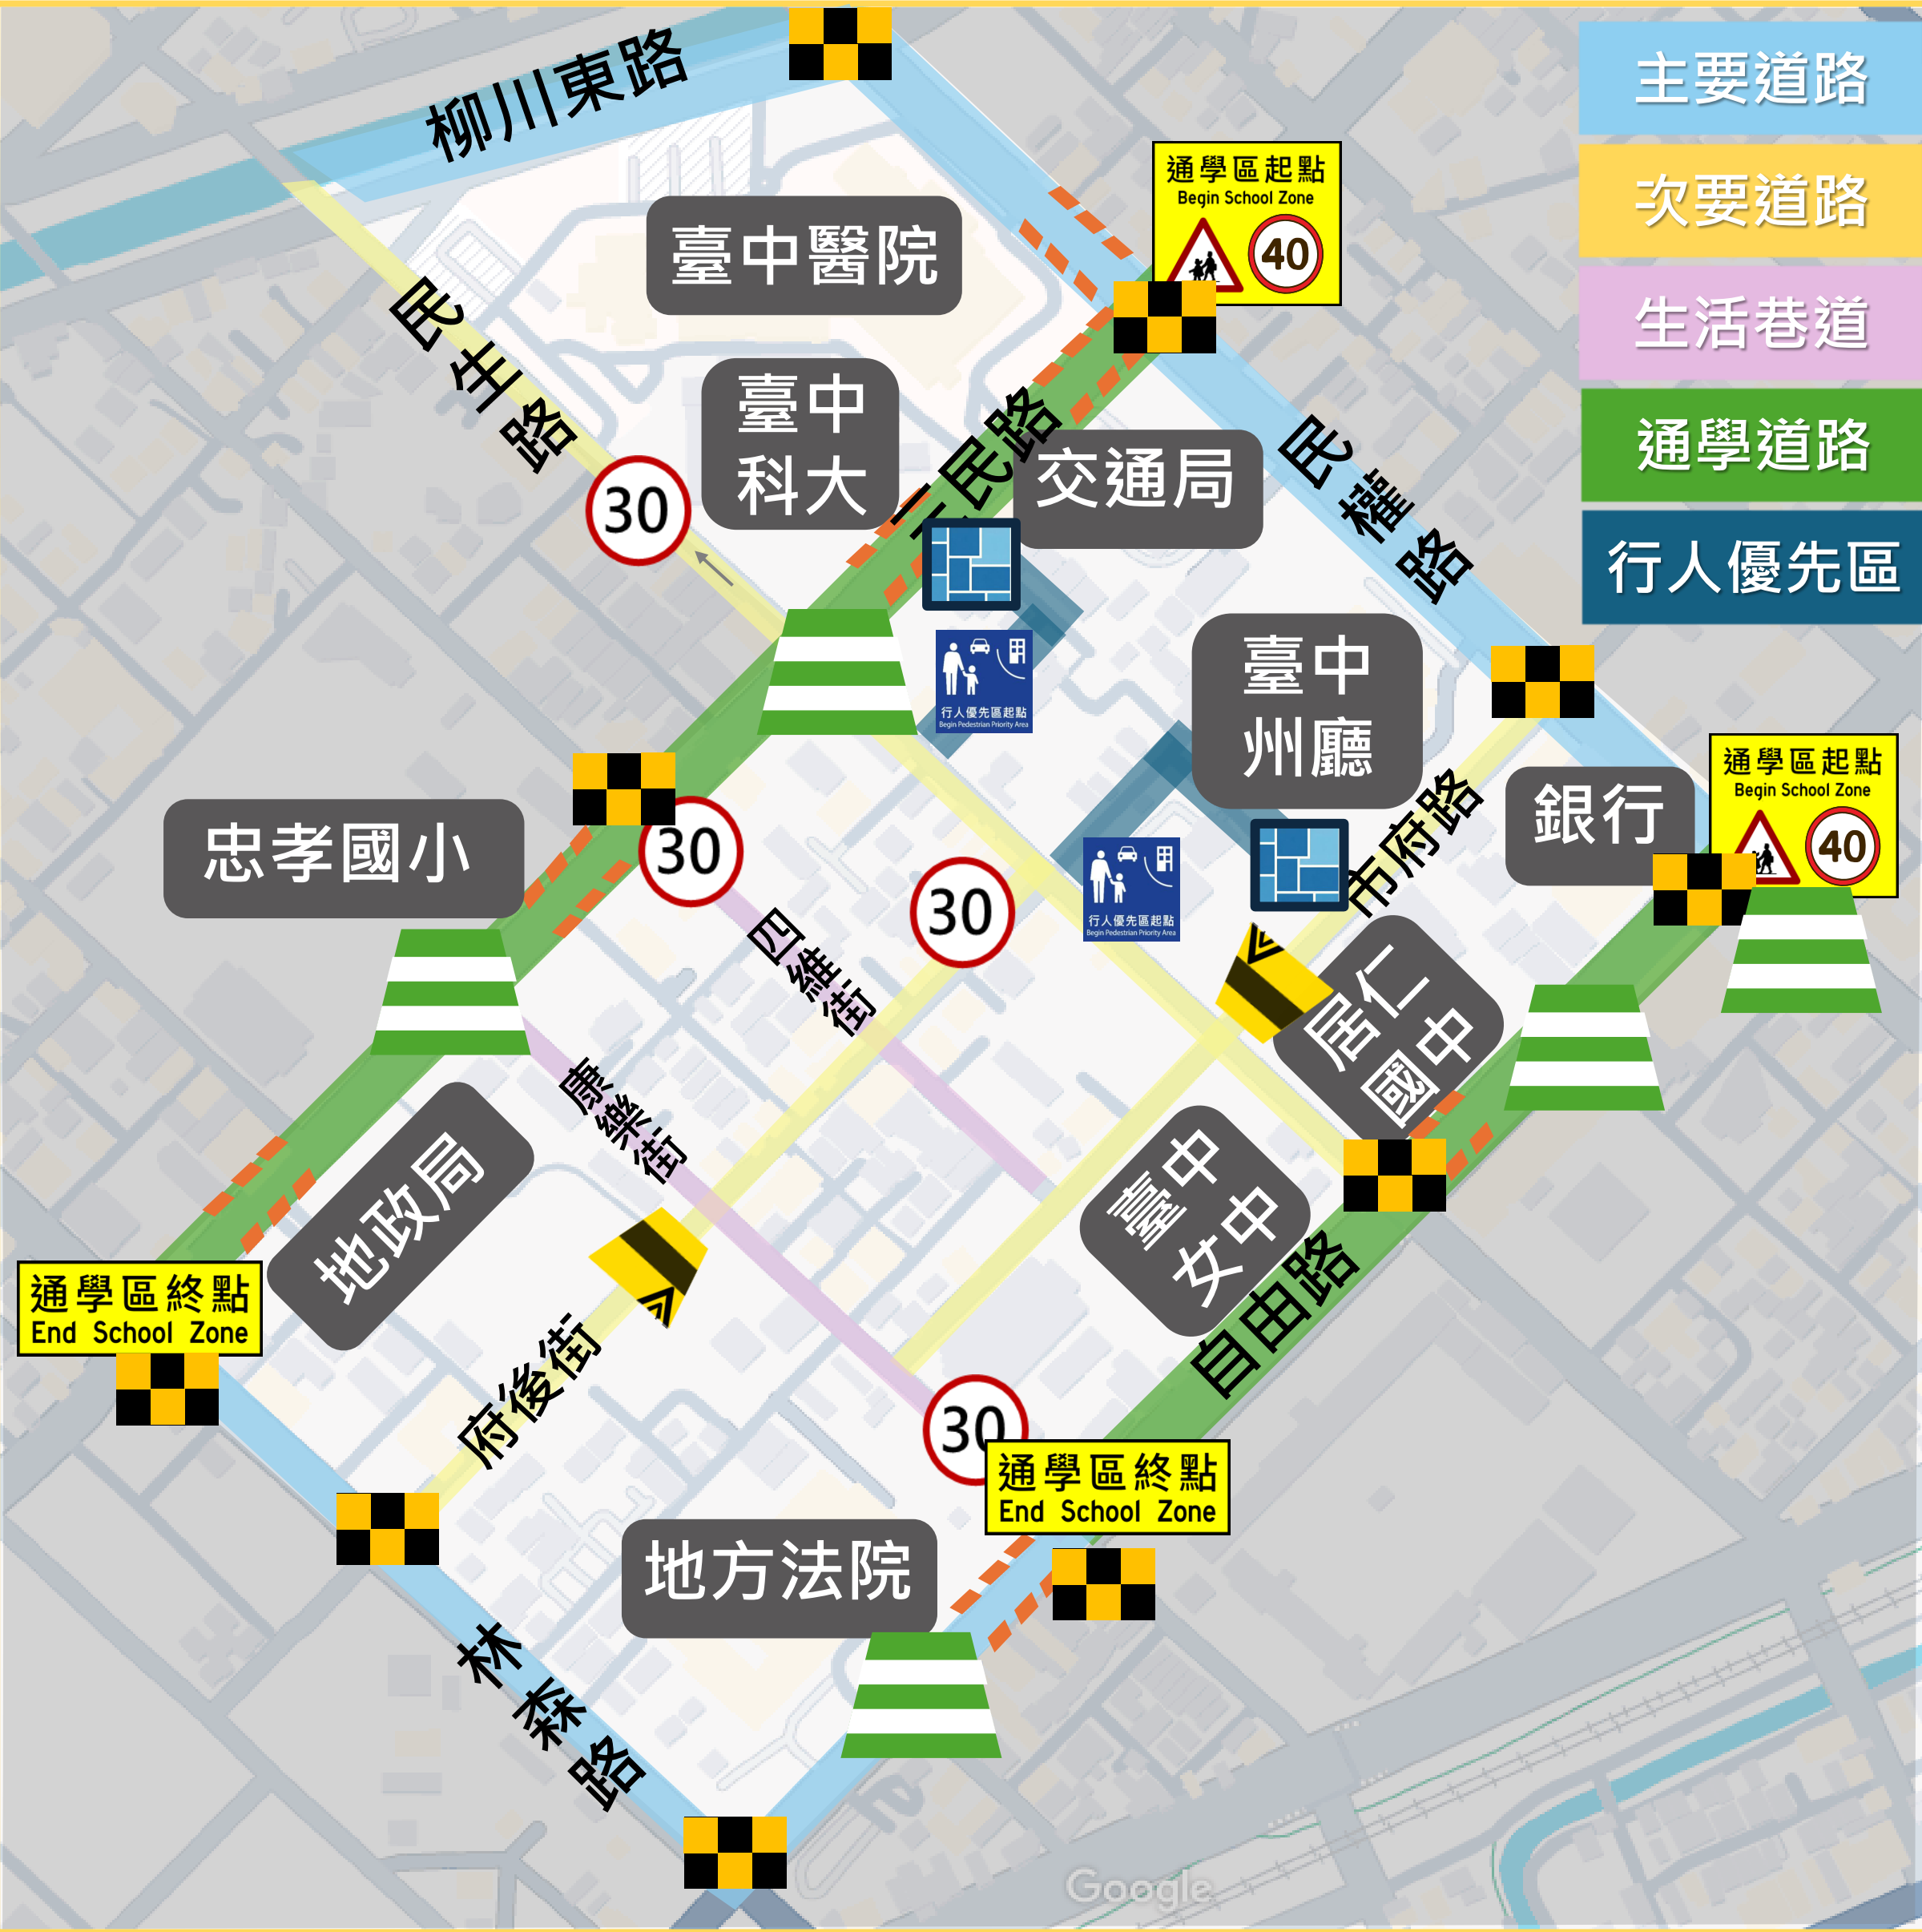 柳川東路
主要道路
次要道路
生活巷道
通學道路
行人優先區
通學區起點
Begin School Zone
40
臺中醫院
民生路
臺中
科大
三民路
交通局
民權路
30
行人優先區起點
Begin Pedestrian Priority Area
臺中
州廳
市府路
銀行
通學區起點
Begin School Zone
40
忠孝國小
30
30
四維街
行人優先區起點
Begin Pedestrian Priority Area
居仁
國中
康樂街
地政局
臺中
女中
自由路
通學區終點
End School Zone
府後街
30
通學區終點
End School Zone
地方法院
林森路
Google